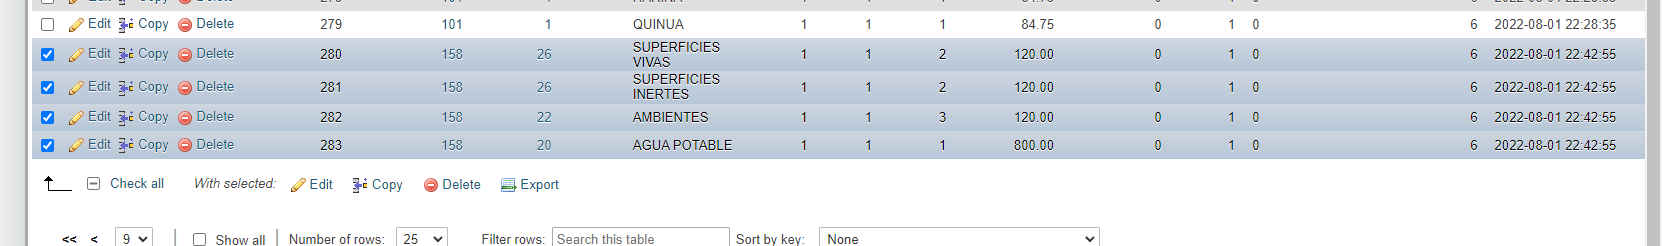 Edit Copy Delete 279 101 1 QUINUA 1 1 1 84.75 0 1 0 6 2022-08-01 22:28:35
Edit Copy Delete 280 158 26 SUPERFICIES VIVAS 1 1 2 120.00 0 1 0 6 2022-08-01 22:42:55
Edit Copy Delete 281 158 26 SUPERFICIES INERTES 1 1 2 120.00 0 1 0 6 2022-08-01 22:42:55
Edit Copy Delete 282 158 22 AMBIENTES 1 1 3 120.00 0 1 0 6 2022-08-01 22:42:55
Edit Copy Delete 283 158 20 AGUA POTABLE 1 1 1 800.00 0 1 0 6 2022-08-01 22:42:55
Check all With selected: Edit Copy Delete Export
<< < 9 Show all Number of rows: 25 Filter rows: Search this table Sort by key: None